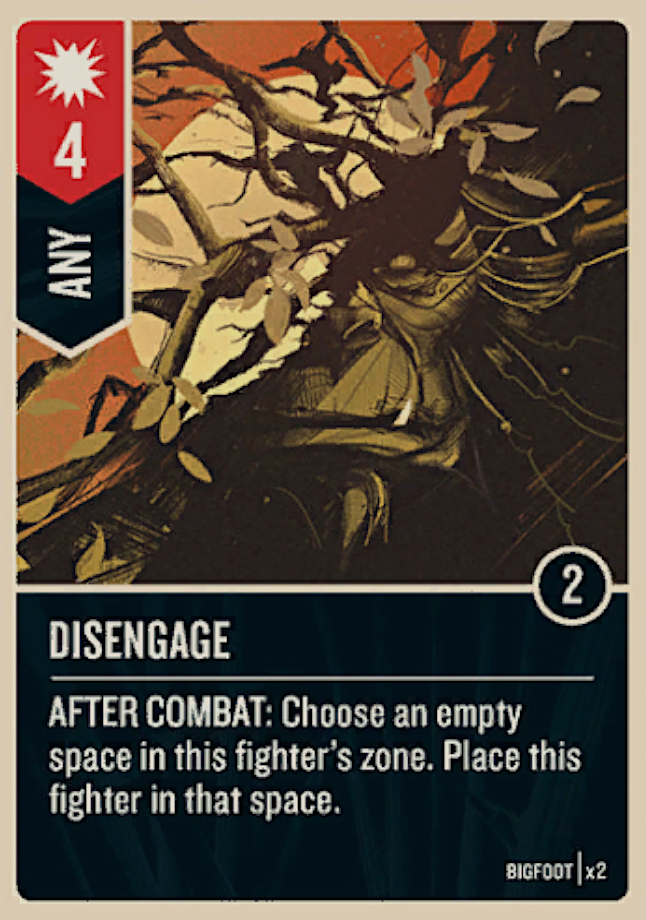 4
ANY
2
DISENGAGE
AFTER COMBAT: Choose an empty
space in this fighter's zone. Place this
fighter in that space.
BIGFOOT | x2